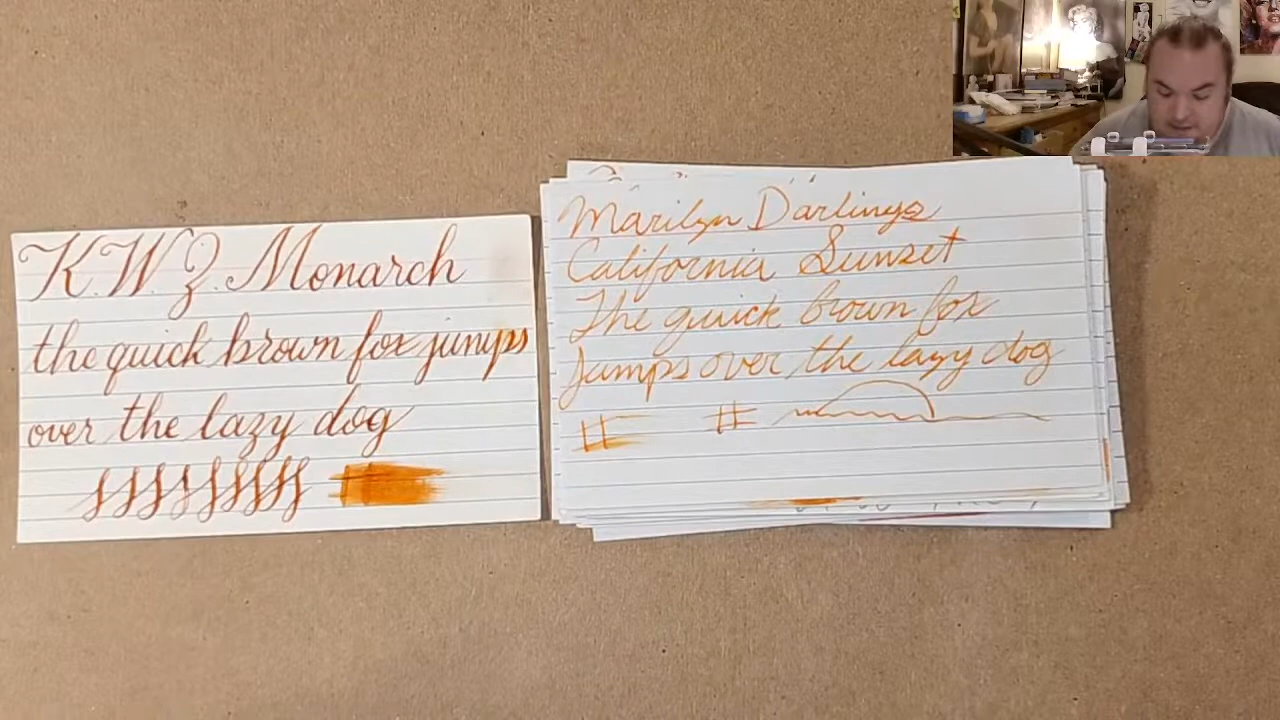 K.W.Z. Monarch
the quick brown fox jumps
over the lazy dog
Marilyn Darlings
California Sunset
The quick brown fox
Jumps over the lazy dog